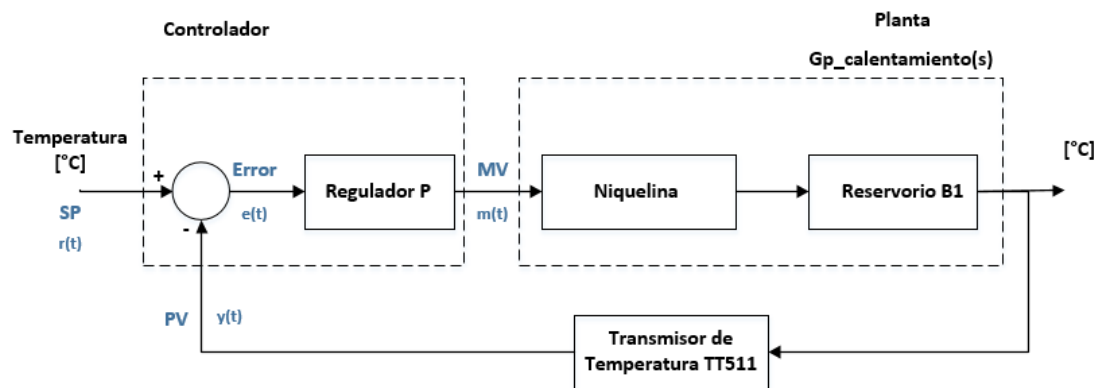 Controlador
Planta
Gp_calentamiento(s)
Temperatura
[°C]
+
Error
Regulador P
MV
Niquelina
Reservorio B1
[°C]
SP
r(t)
e(t)
m(t)
-
PV
y(t)
Transmisor de
Temperatura TT511